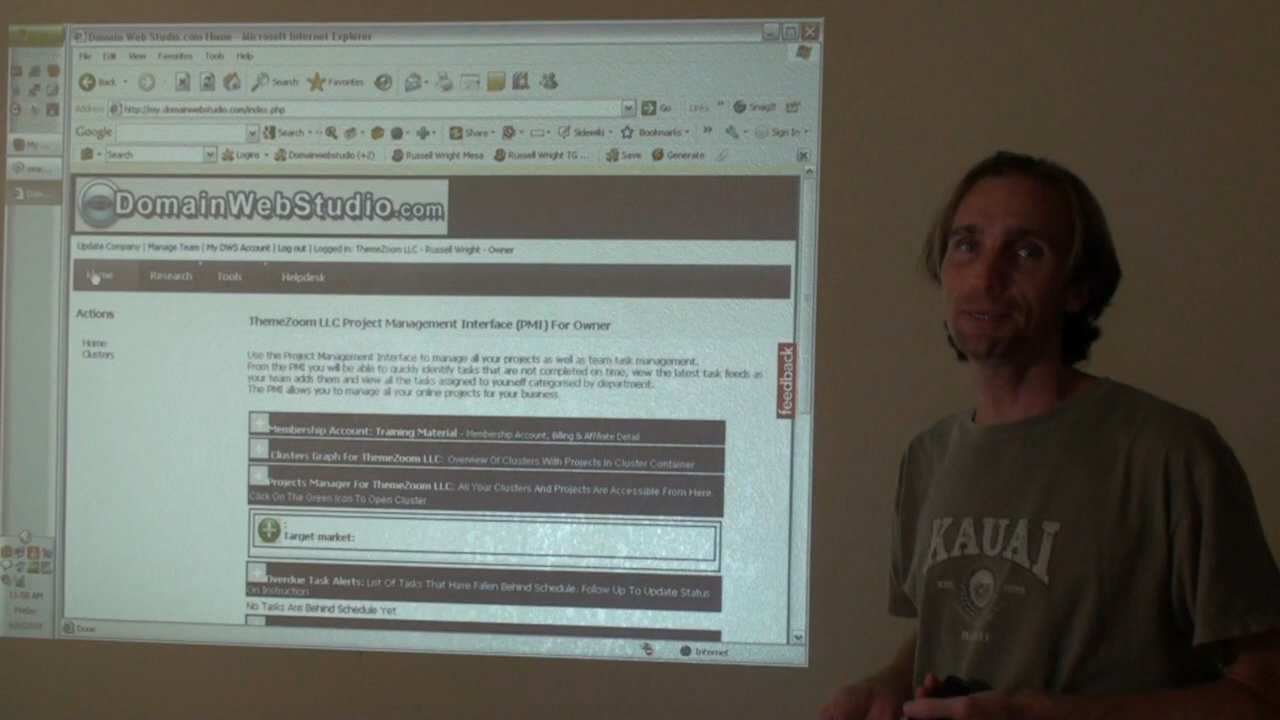 Domain Web Studio.com Home - Microsoft Internet Explorer
File Edit View Favorites Tools Help
Back Search Favorites
Address http://my.domainwebstudio.com/index.php Go Links SnagIt
Google Search Share Sidewiki Bookmarks Sign In
Search Logins Domainwebstudio (+2) Russell Wright Mesa Russell Wright TG ... Save Generate
My ...
DomainWebStudio.com
Update Company | Manage Team | My DWS Account | Log out | Logged in: ThemeZoom LLC - Russell Wright - Owner
Home Research Tools Helpdesk
Actions
Home
Clusters
ThemeZoom LLC Project Management Interface (PMI) For Owner
Use the Project Management Interface to manage all your projects as well as team task management.
From the PMI you will be able to quickly identify tasks that are not completed on time, view the latest task feeds as
your team adds them and view all the tasks assigned to yourself categorised by department.
The PMI allows you to manage all your online projects for your business.
feedback
Membership Account: Training Material - Membership Account, Billing & Affiliate Detail
Clusters Graph For ThemeZoom LLC: Overview Of Clusters With Projects In Cluster Container
Projects Manager For ThemeZoom LLC: All Your Clusters And Projects Are Accessible From Here.
Click On The Green Icon To Open Cluster
:
Target market:
Overdue Task Alerts: List Of Tasks That Have Fallen Behind Schedule. Follow Up To Update Status
On Instruction
No Tasks Are Behind Schedule Yet
Done Internet
Friday
KAUAI